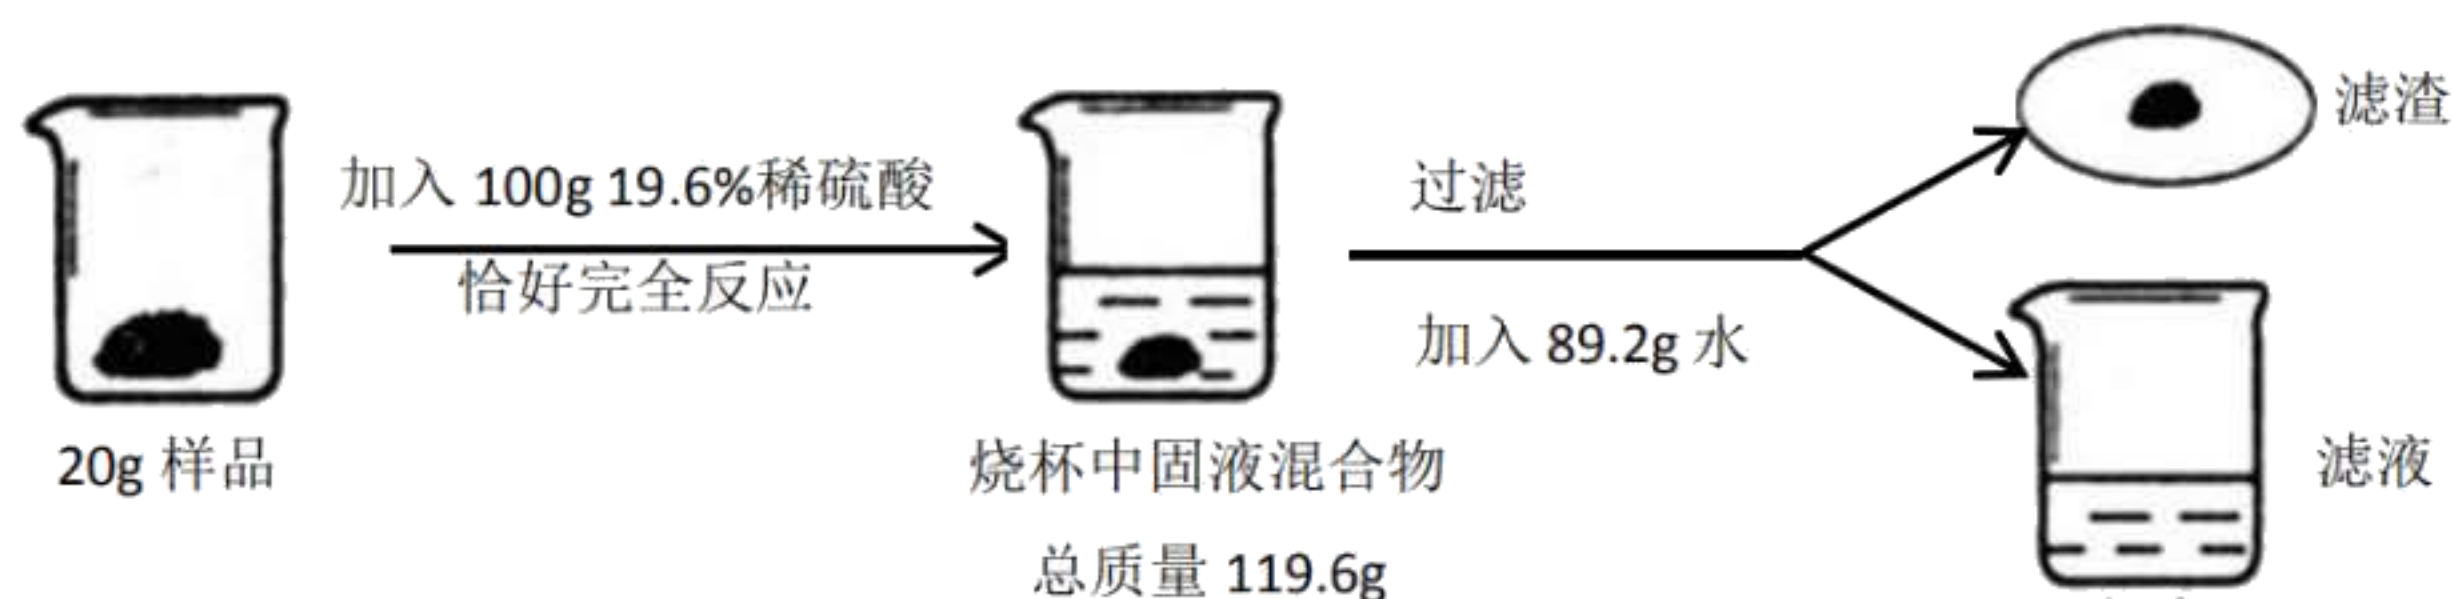 20g 样品
加入 100g 19.6%稀硫酸
恰好完全反应
烧杯中固液混合物
总质量 119.6g
过滤
加入 89.2g 水
滤渣
滤液